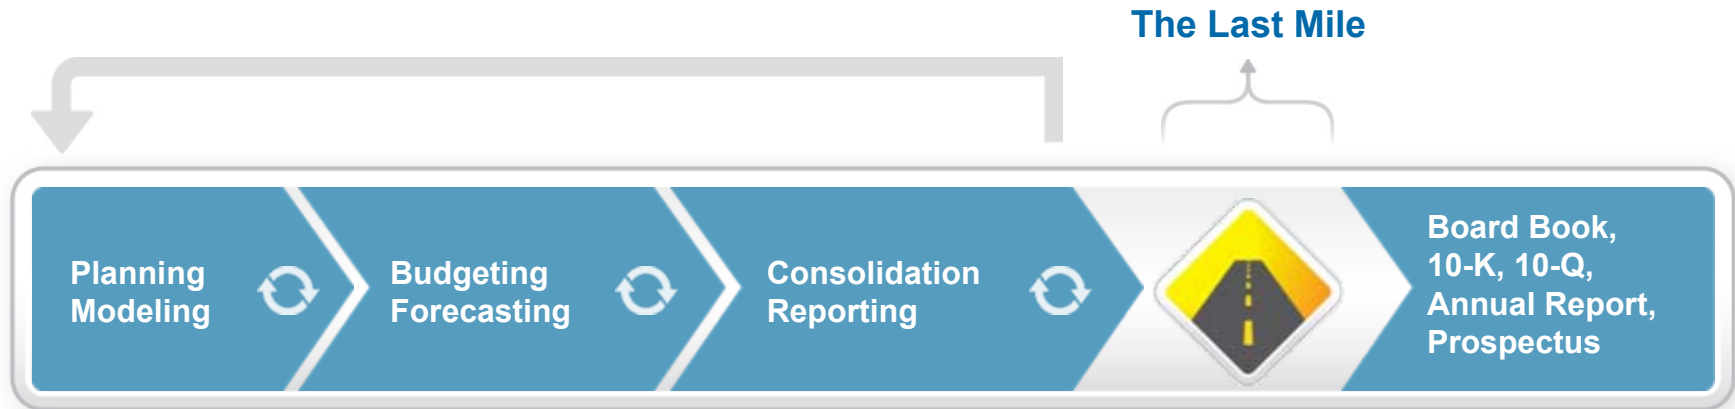 The Last Mile
Planning
Modeling
Budgeting
Forecasting
Consolidation
Reporting
Board Book,
10-K, 10-Q,
Annual Report,
Prospectus